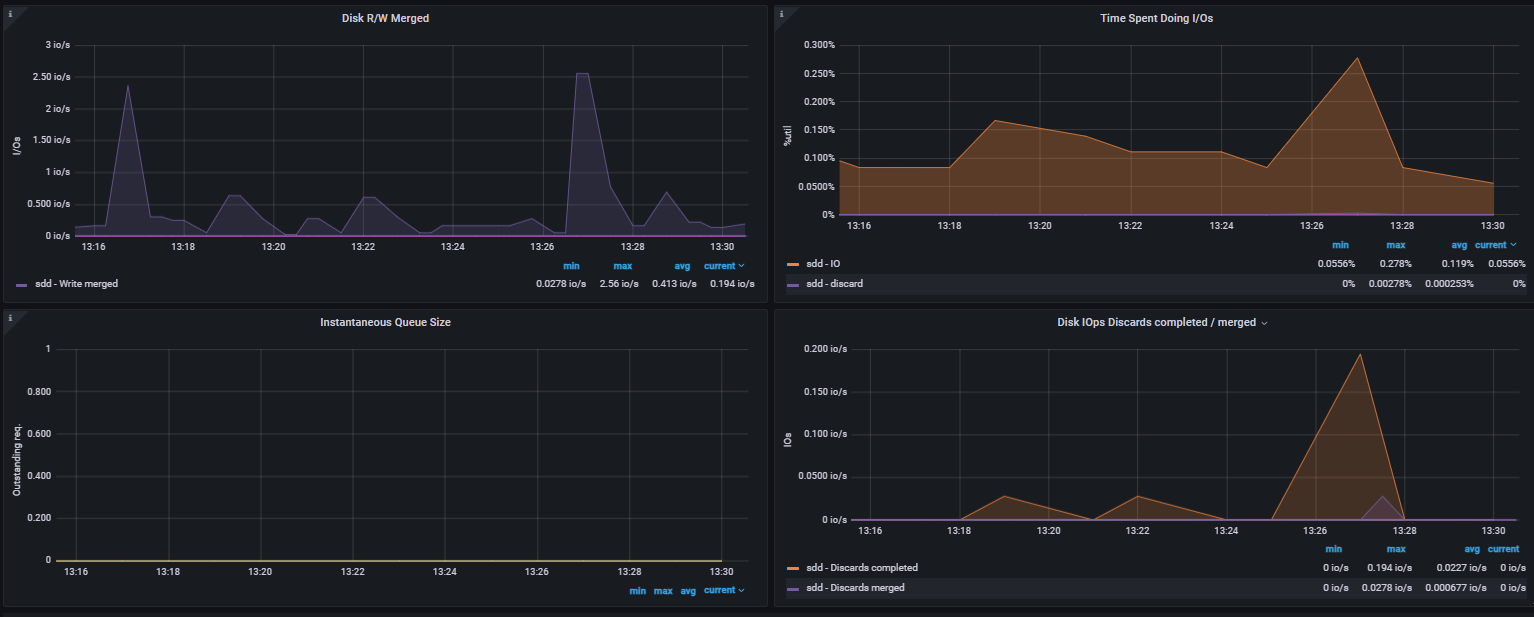 Disk R/W Merged
3 io/s
2.50 io/s
2 io/s
1.50 io/s
1 io/s
0.500 io/s
0 io/s
I/Os
13:16 13:18 13:20 13:22 13:24 13:26 13:28 13:30
min max avg current
sdd - Write merged 0.0278 io/s 2.56 io/s 0.413 io/s 0.194 io/s
Time Spent Doing I/Os
0.300%
0.250%
0.200%
0.150%
0.100%
0.0500%
0%
%util
13:16 13:18 13:20 13:22 13:24 13:26 13:28 13:30
min max avg current
sdd - IO 0.0556% 0.278% 0.119% 0.0556%
sdd - discard 0% 0.00278% 0.000253% 0%
Instantaneous Queue Size
1
0.800
0.600
0.400
0.200
0
Outstanding req.
13:16 13:18 13:20 13:22 13:24 13:26 13:28 13:30
min max avg current
Disk IOps Discards completed / merged
0.200 io/s
0.150 io/s
0.100 io/s
0.0500 io/s
0 io/s
IOs
13:16 13:18 13:20 13:22 13:24 13:26 13:28 13:30
min max avg current
sdd - Discards completed 0 io/s 0.194 io/s 0.0227 io/s 0 io/s
sdd - Discards merged 0 io/s 0.0278 io/s 0.000677 io/s 0 io/s